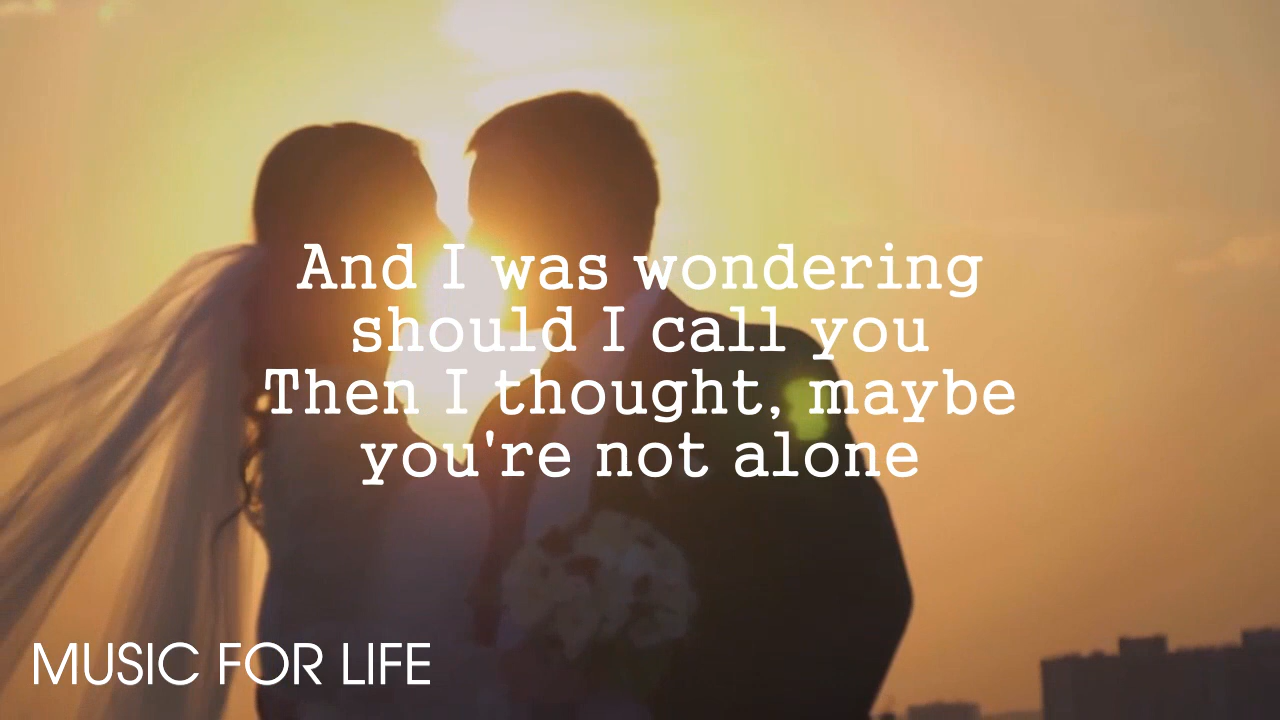 And I was wondering
should I call you
Then I thought, maybe
you're not alone
MUSIC FOR LIFE